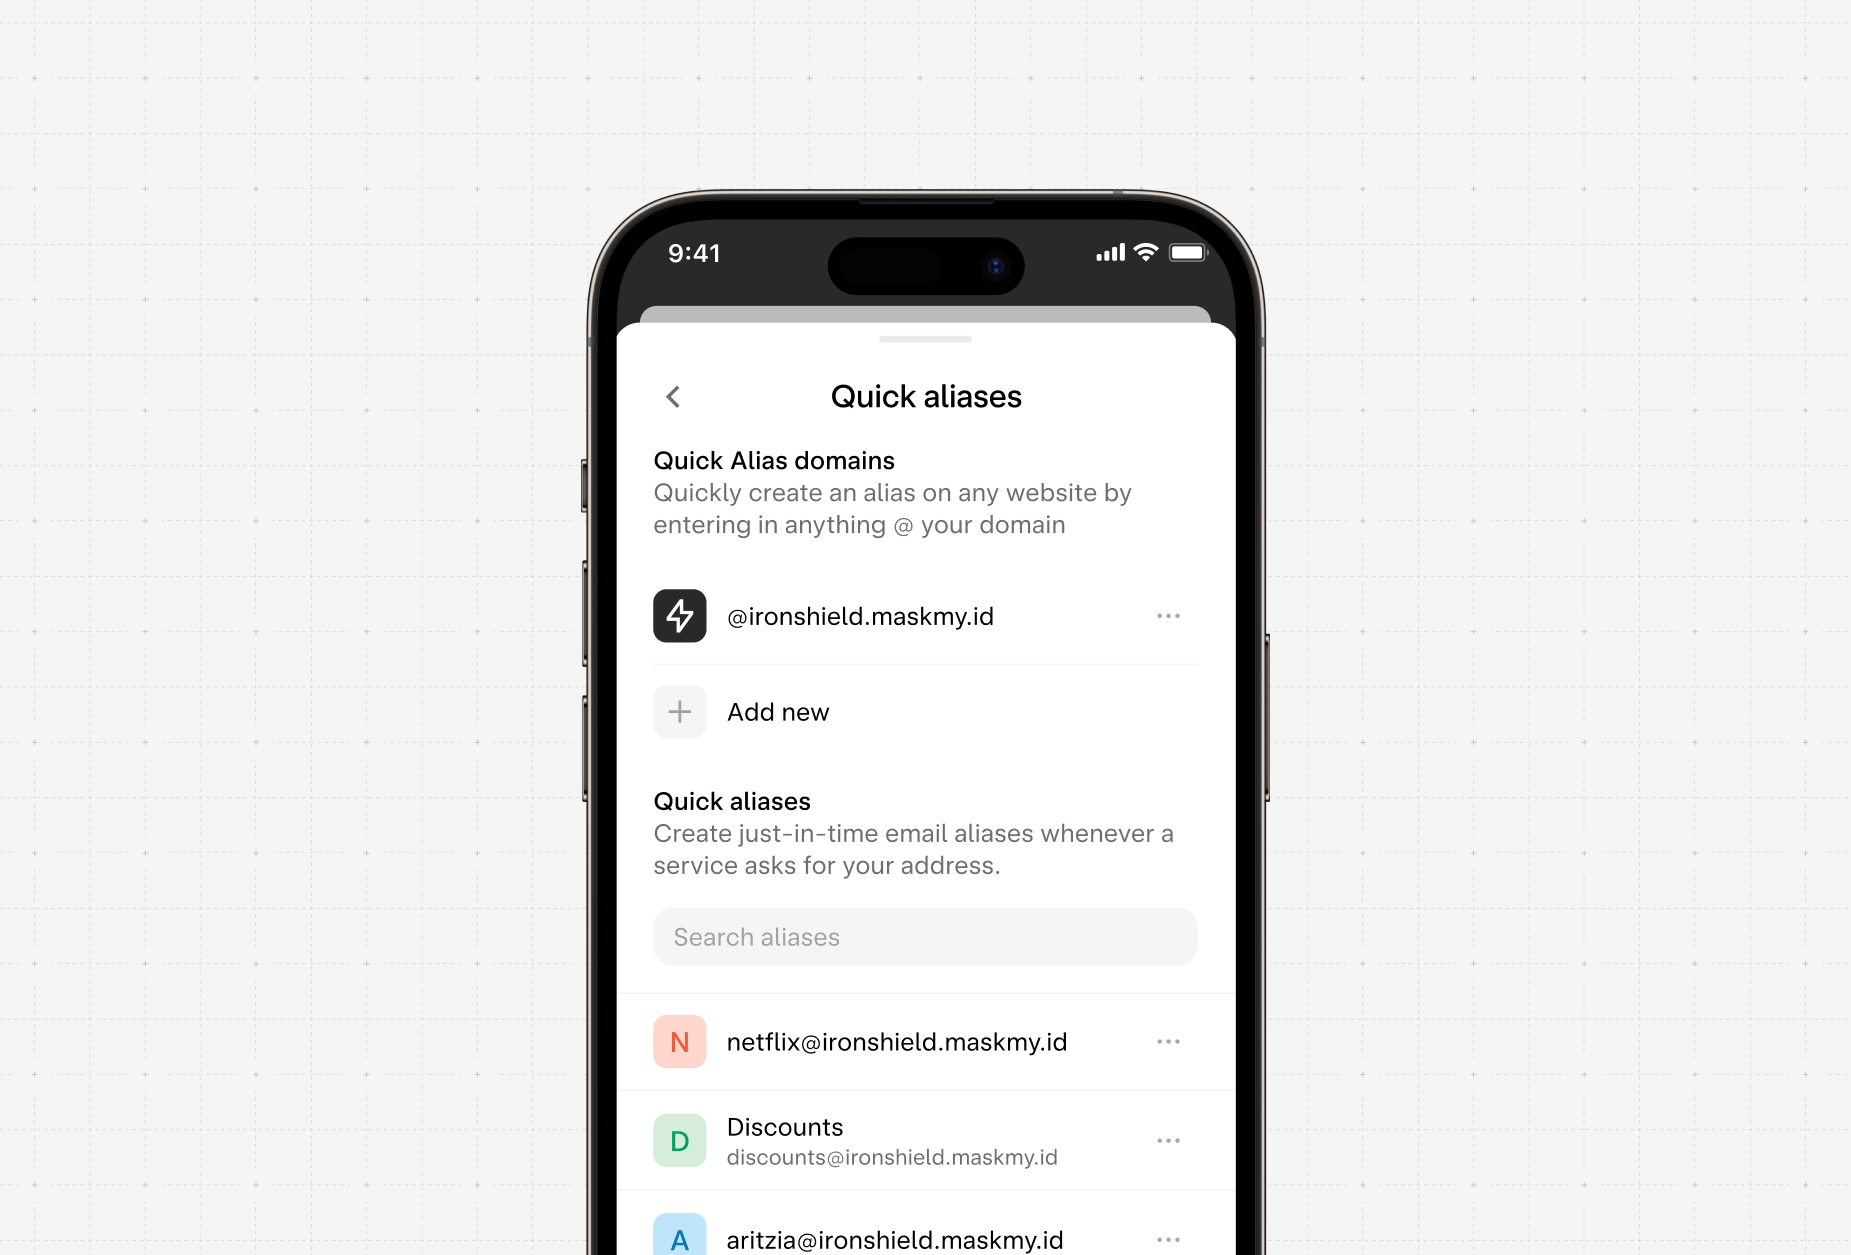 9:41
Quick aliases
Quick Alias domains
Quickly create an alias on any website by
entering in anything @ your domain
@ironshield.maskmy.id
Add new
Quick aliases
Create just-in-time email aliases whenever a
service asks for your address.
Search aliases
N
netflix@ironshield.maskmy.id
D
Discounts
discounts@ironshield.maskmy.id
A
aritzia@ironshield.maskmy.id